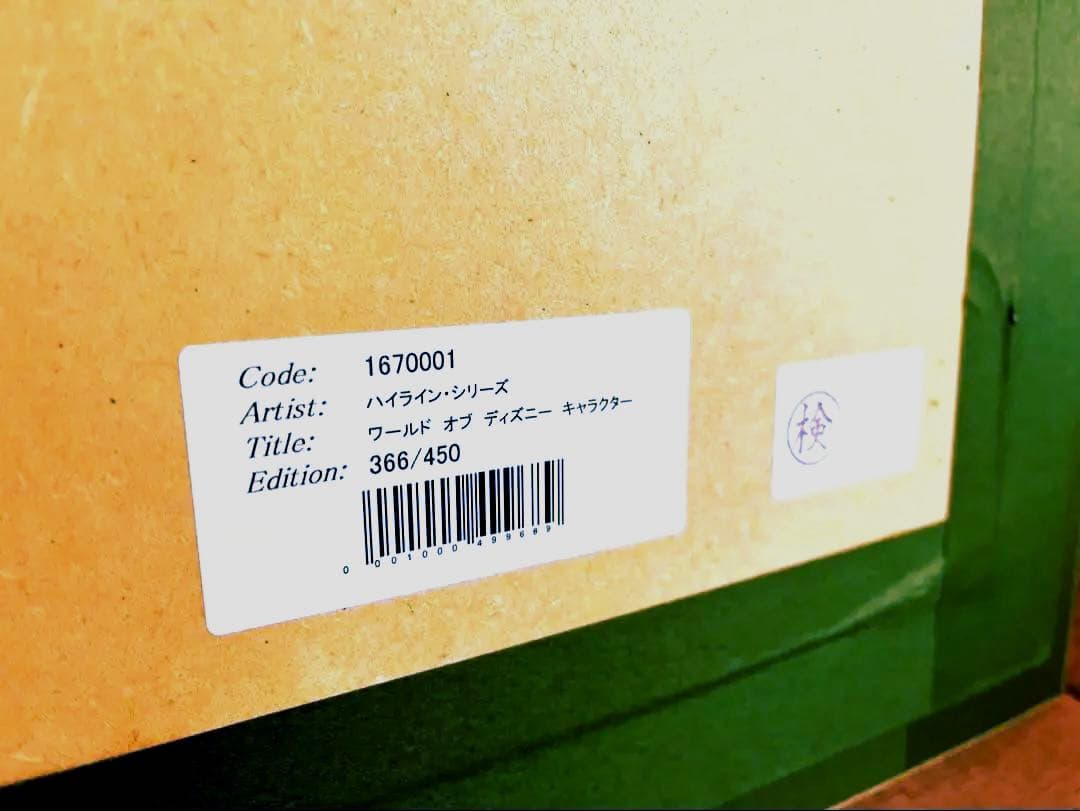 Code: 1670001
Artist: ハイライン・シリーズ
Title: ワールド オブ ディズニー キャラクター
Edition: 366/450
0 001000 499689
検